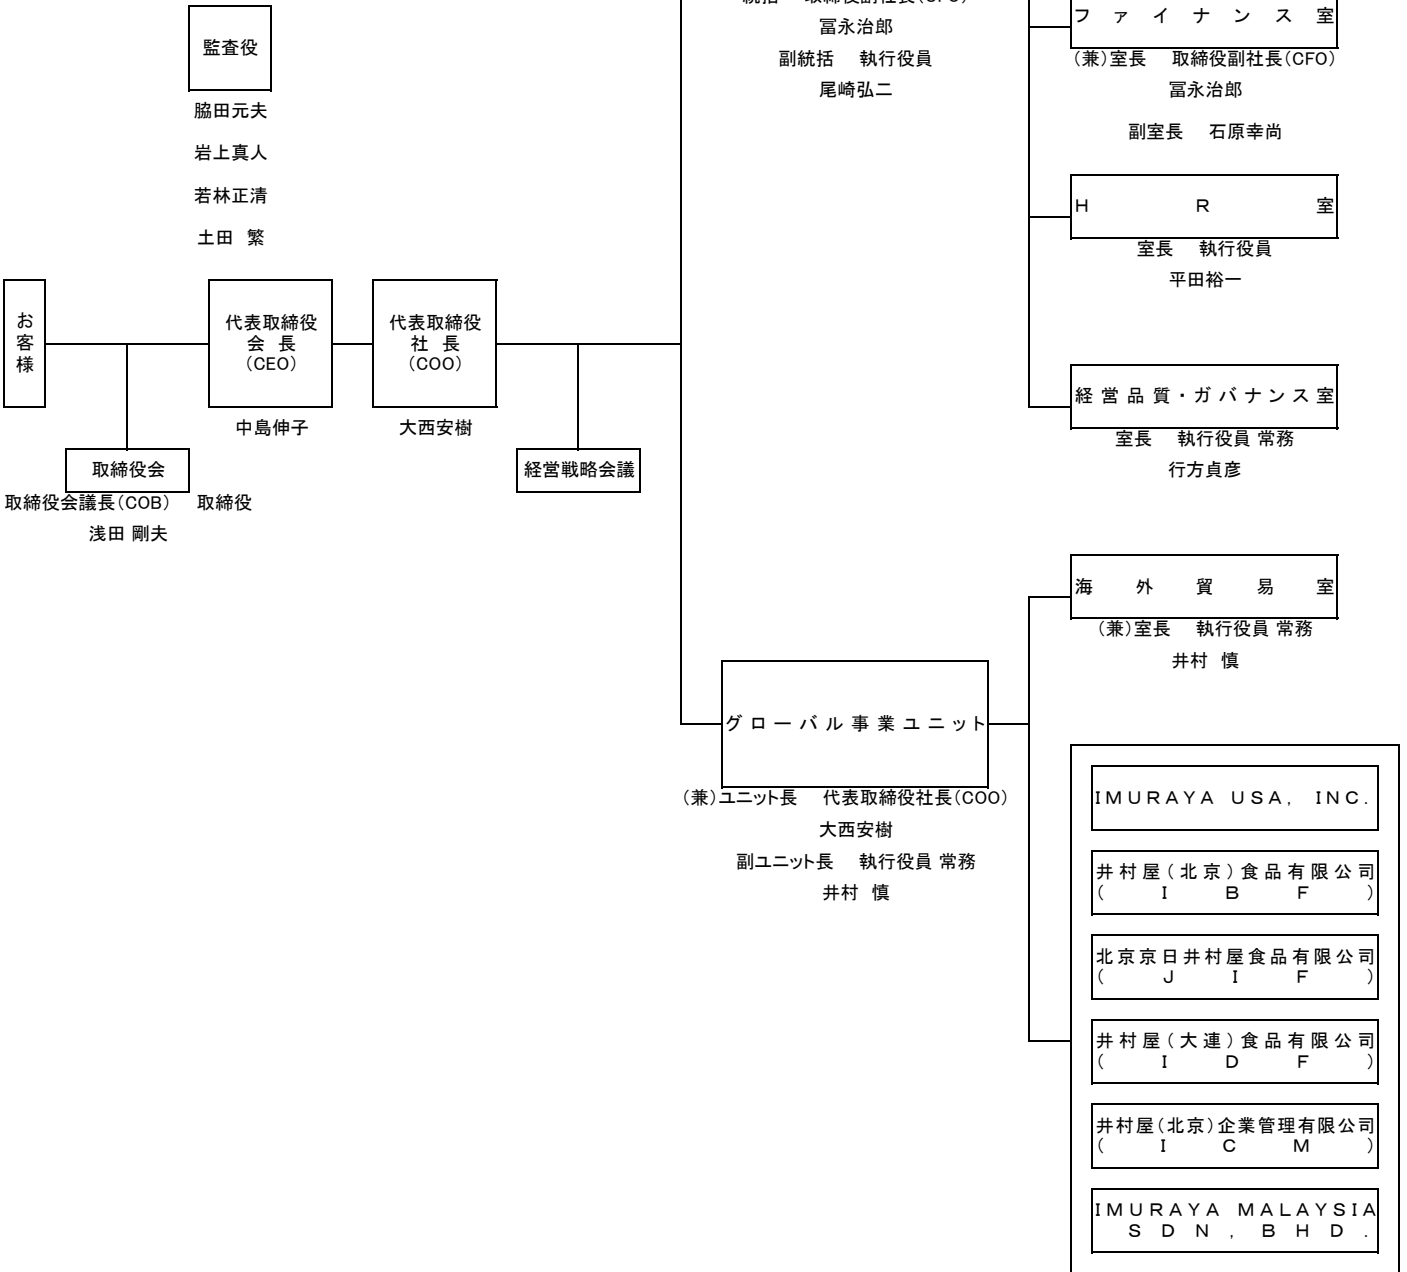 監査役
脇田元夫
岩上真人
若林正清
土田 繁
お客様
代表取締役
会 長
(CEO)
中島伸子
代表取締役
社 長
(COO)
大西安樹
取締役会
取締役会議長(COB) 取締役
浅田 剛夫
経営戦略会議
冨永治郎
副統括 執行役員
尾崎弘二
ファイナンス室
(兼)室長 取締役副社長(CFO)
冨永治郎
副室長 石原幸尚
HR室
室長 執行役員
平田裕一
経営品質・ガバナンス室
室長 執行役員 常務
行方貞彦
グローバル事業ユニット
(兼)ユニット長 代表取締役社長(COO)
大西安樹
副ユニット長 執行役員 常務
井村 慎
海外貿易室
(兼)室長 執行役員 常務
井村 慎
IMURAYA USA, INC.
井村屋(北京)食品有限公司
(IBF)
北京京日井村屋食品有限公司
(JIF)
井村屋(大連)食品有限公司
(IDF)
井村屋(北京)企業管理有限公司
(ICM)
IMURAYA MALAYSIA
SDN, BHD.